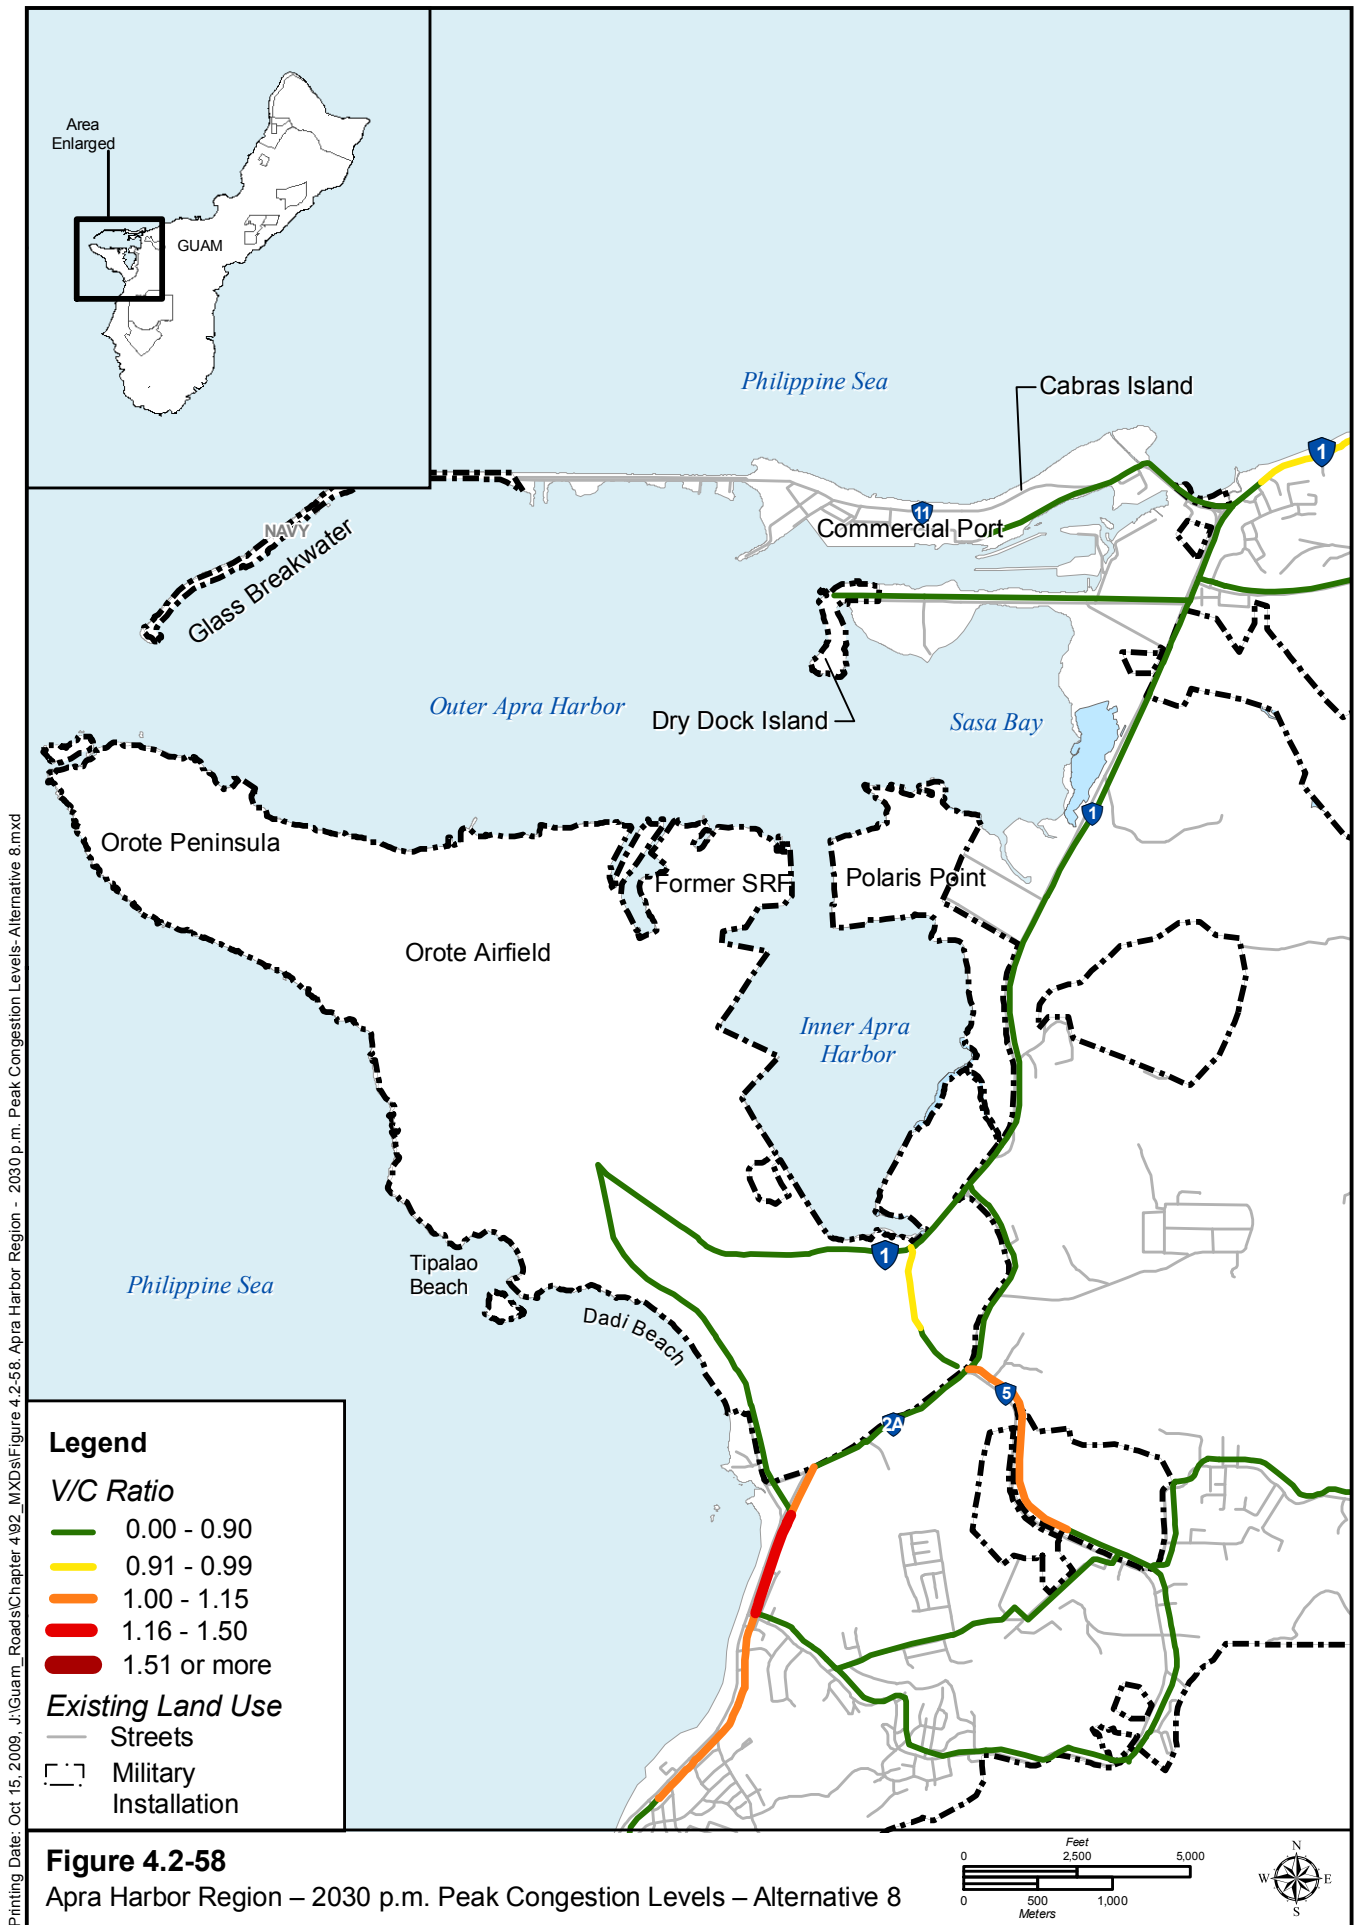 Area
Enlarged
GUAM
Philippine Sea
Cabras Island
1
11
Commercial Port
NAVY
Glass Breakwater
Outer Apra Harbor
Dry Dock Island
Sasa Bay
1
Orote Peninsula
Former SRF
Polaris Point
Orote Airfield
Inner Apra
Harbor
Tipalao
Beach
1
Philippine Sea
Dadi Beach
5
2A
Legend
V/C Ratio
0.00 - 0.90
0.91 - 0.99
1.00 - 1.15
1.16 - 1.50
1.51 or more
Existing Land Use
Streets
Military
Installation
Printing Date: Oct 15, 2009, J:\Guam_Roads\Chapter 4\92_MXDs\Figure 4.2-58. Apra Harbor Region - 2030 p.m. Peak Congestion Levels- Alternative 8.mxd
Figure 4.2-58
Apra Harbor Region – 2030 p.m. Peak Congestion Levels – Alternative 8
Feet
0 2,500 5,000
0 500 1,000
Meters
N
W E
S